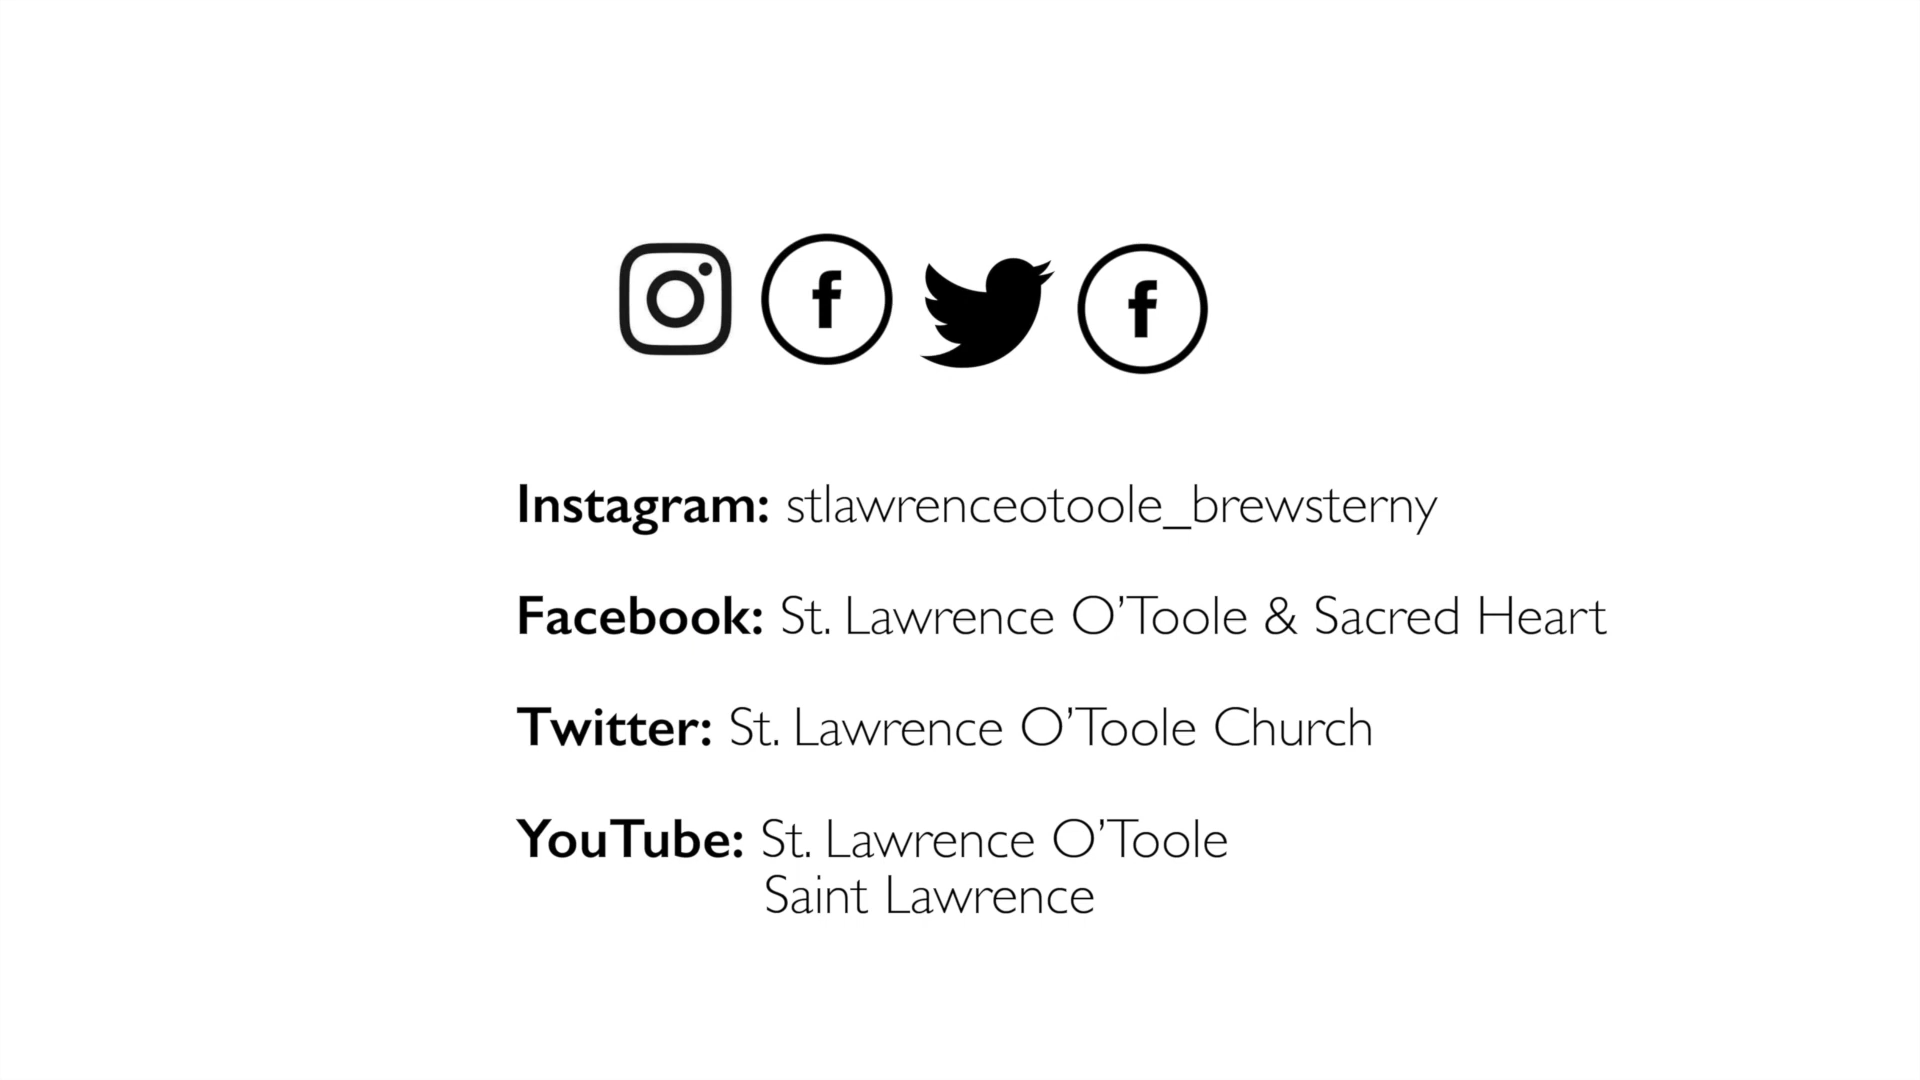 Instagram: stlawrenceotoole_brewsterny
Facebook: St. Lawrence O’Toole & Sacred Heart
Twitter: St. Lawrence O’Toole Church
YouTube: St. Lawrence O’Toole
Saint Lawrence